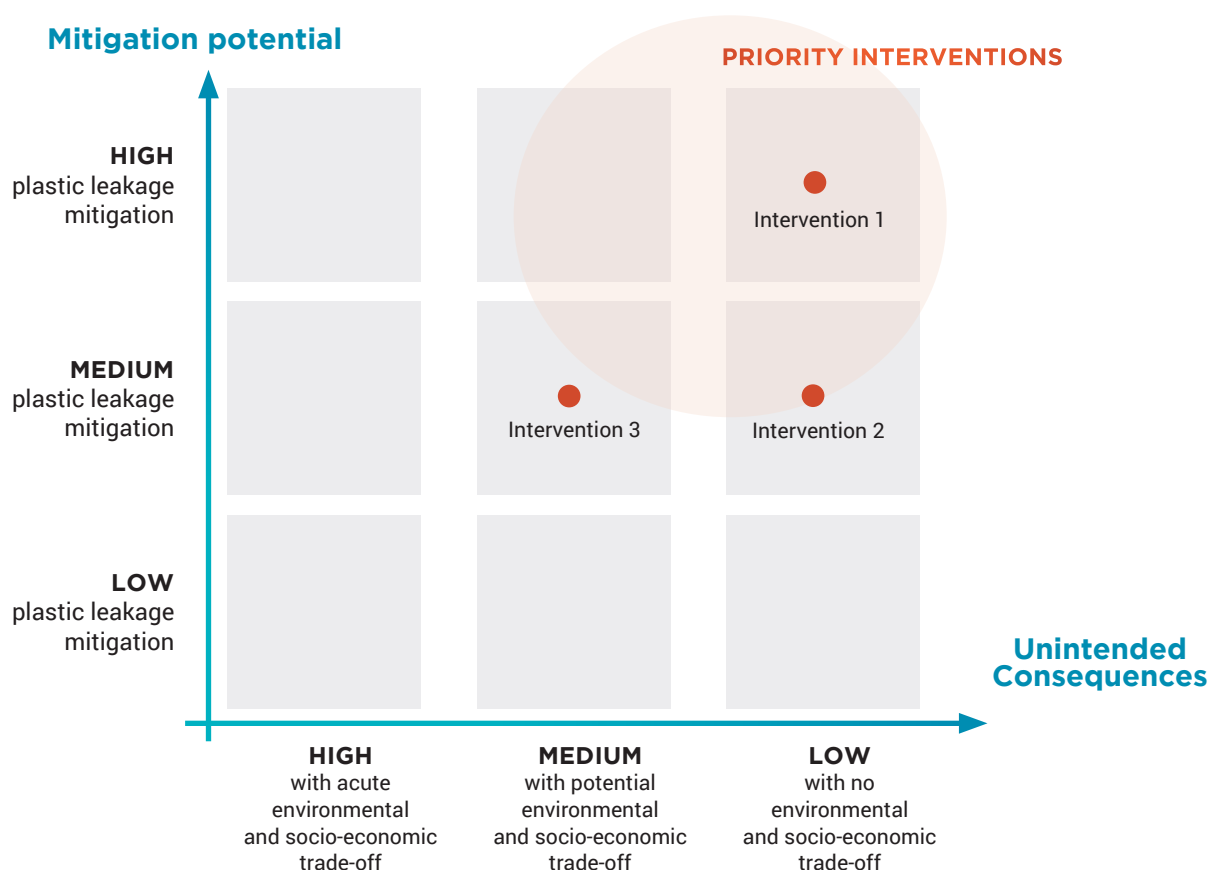 Mitigation potential
PRIORITY INTERVENTIONS
HIGH
plastic leakage
mitigation
Intervention 1
MEDIUM
plastic leakage
mitigation
Intervention 3
Intervention 2
LOW
plastic leakage
mitigation
Unintended
Consequences
HIGH
with acute
environmental
and socio-economic
trade-off
MEDIUM
with potential
environmental
and socio-economic
trade-off
LOW
with no
environmental
and socio-economic
trade-off